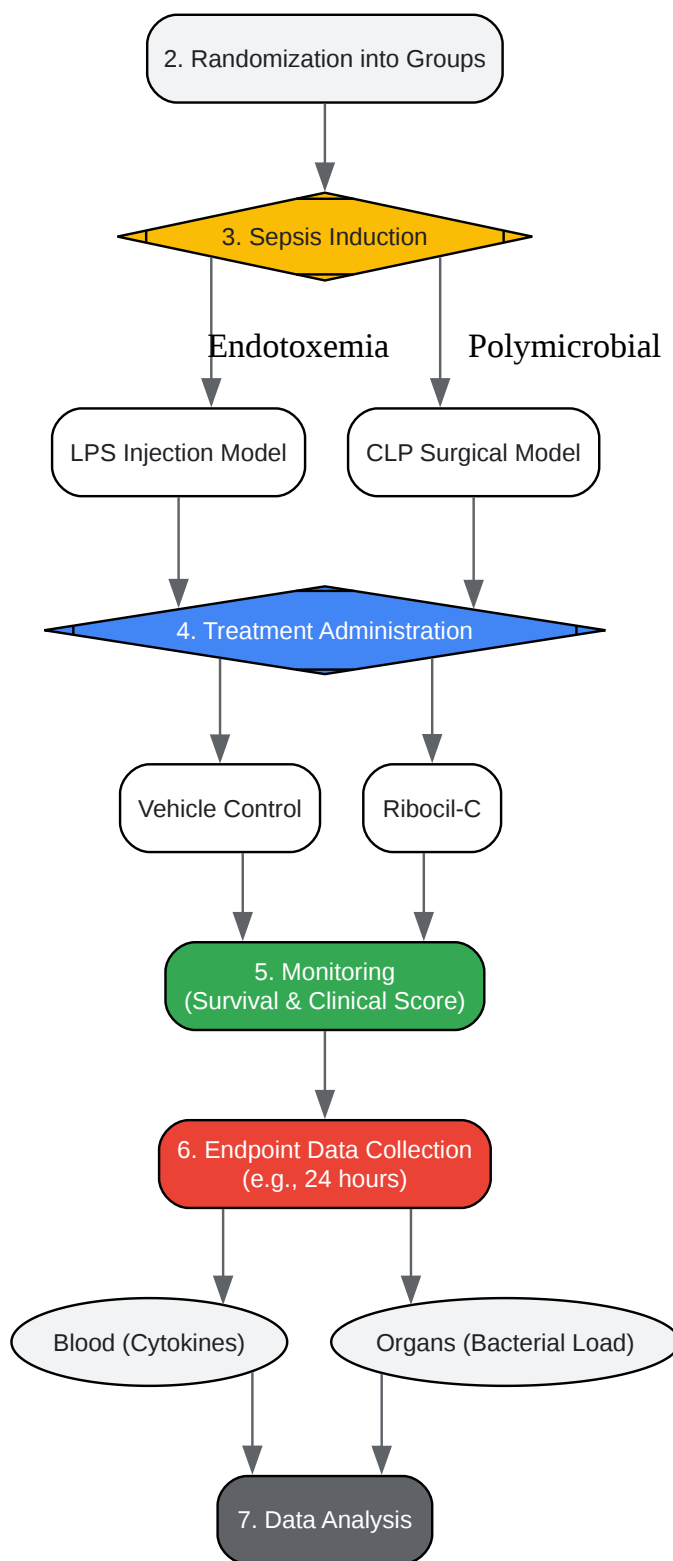 2. Randomization into Groups
3. Sepsis Induction
Endotoxemia
Polymicrobial
LPS Injection Model
CLP Surgical Model
4. Treatment Administration
Vehicle Control
Ribocil-C
5. Monitoring
(Survival & Clinical Score)
6. Endpoint Data Collection
(e.g., 24 hours)
Blood (Cytokines)
Organs (Bacterial Load)
7. Data Analysis